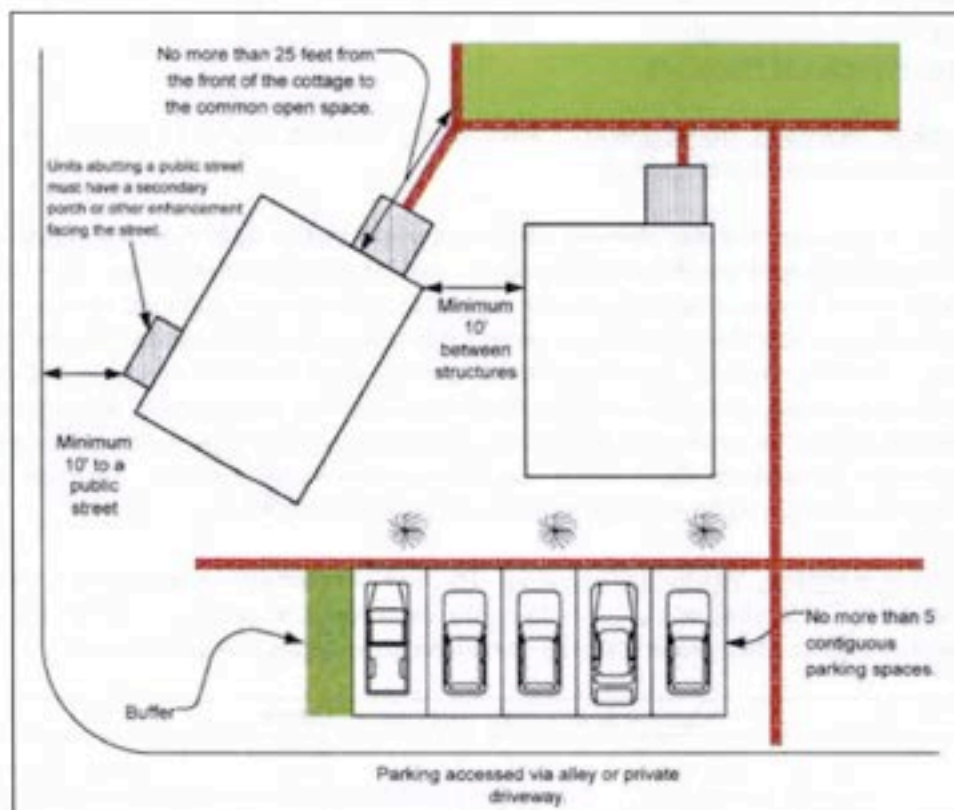 No more than 25 feet from
the front of the cottage to
the common open space.
Units abutting a public street
must have a secondary
porch or other enhancement
facing the street.
Minimum
10'
between
structures
Minimum
10' to a
public
street
No more than 5
contiguous
parking spaces.
Buffer
Parking accessed via alley or private
driveway.